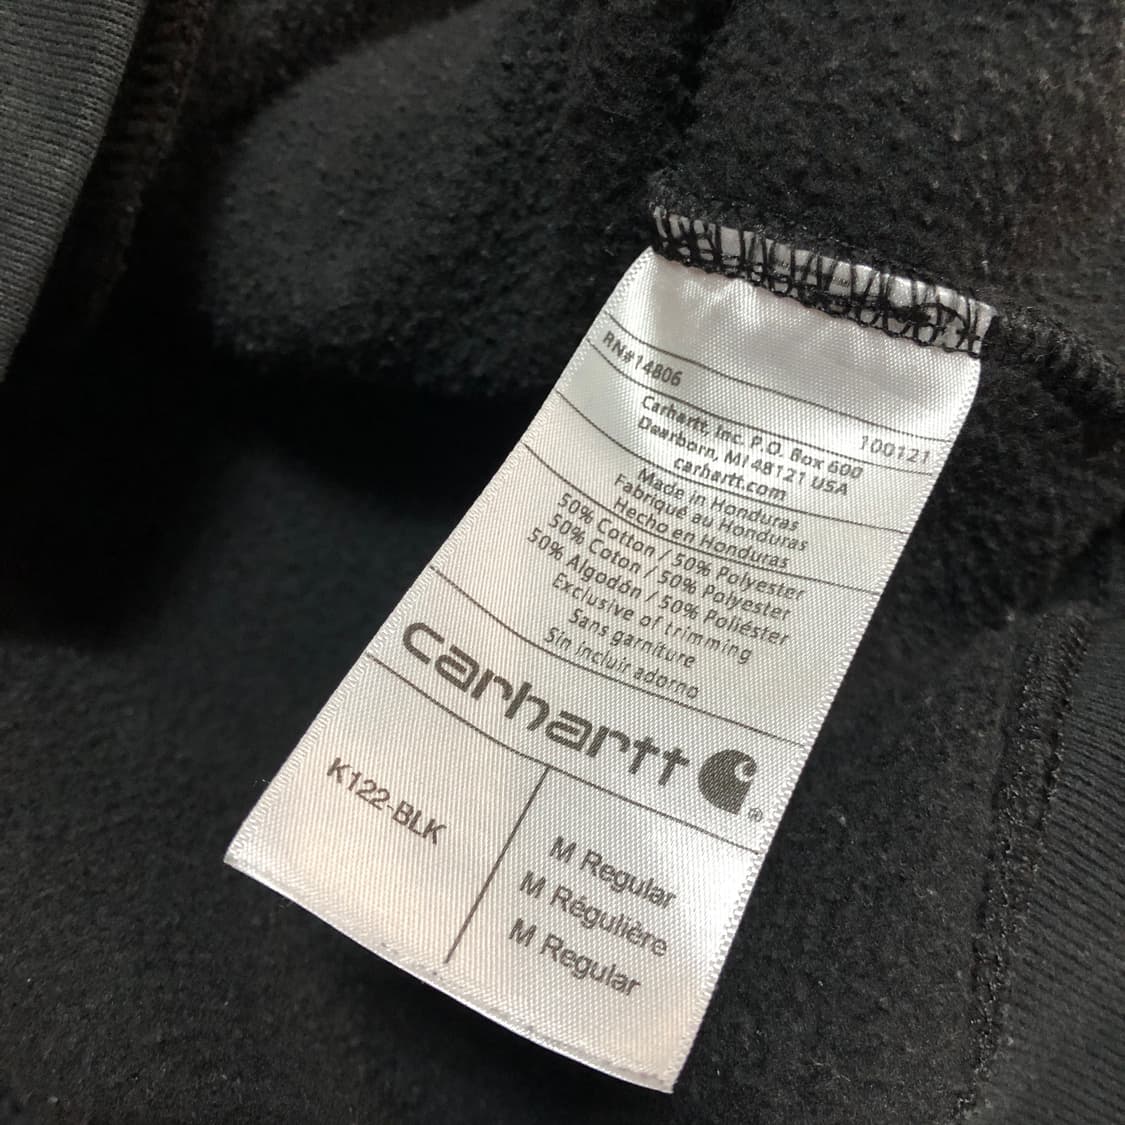 RN#14806
100121
Carhartt, Inc. P.O. Box 600
Dearborn, MI 48121 USA
carhartt.com
Made in Honduras
Fabriqué au Honduras
Hecho en Honduras
50% Cotton / 50% Polyester
50% Coton / 50% Polyester
50% Algodón / 50% Poliéster
Exclusive of trimming
Sans garniture
Sin incluir adorno
carhartt ®
K122-BLK
M Regular
M Régulière
M Regular